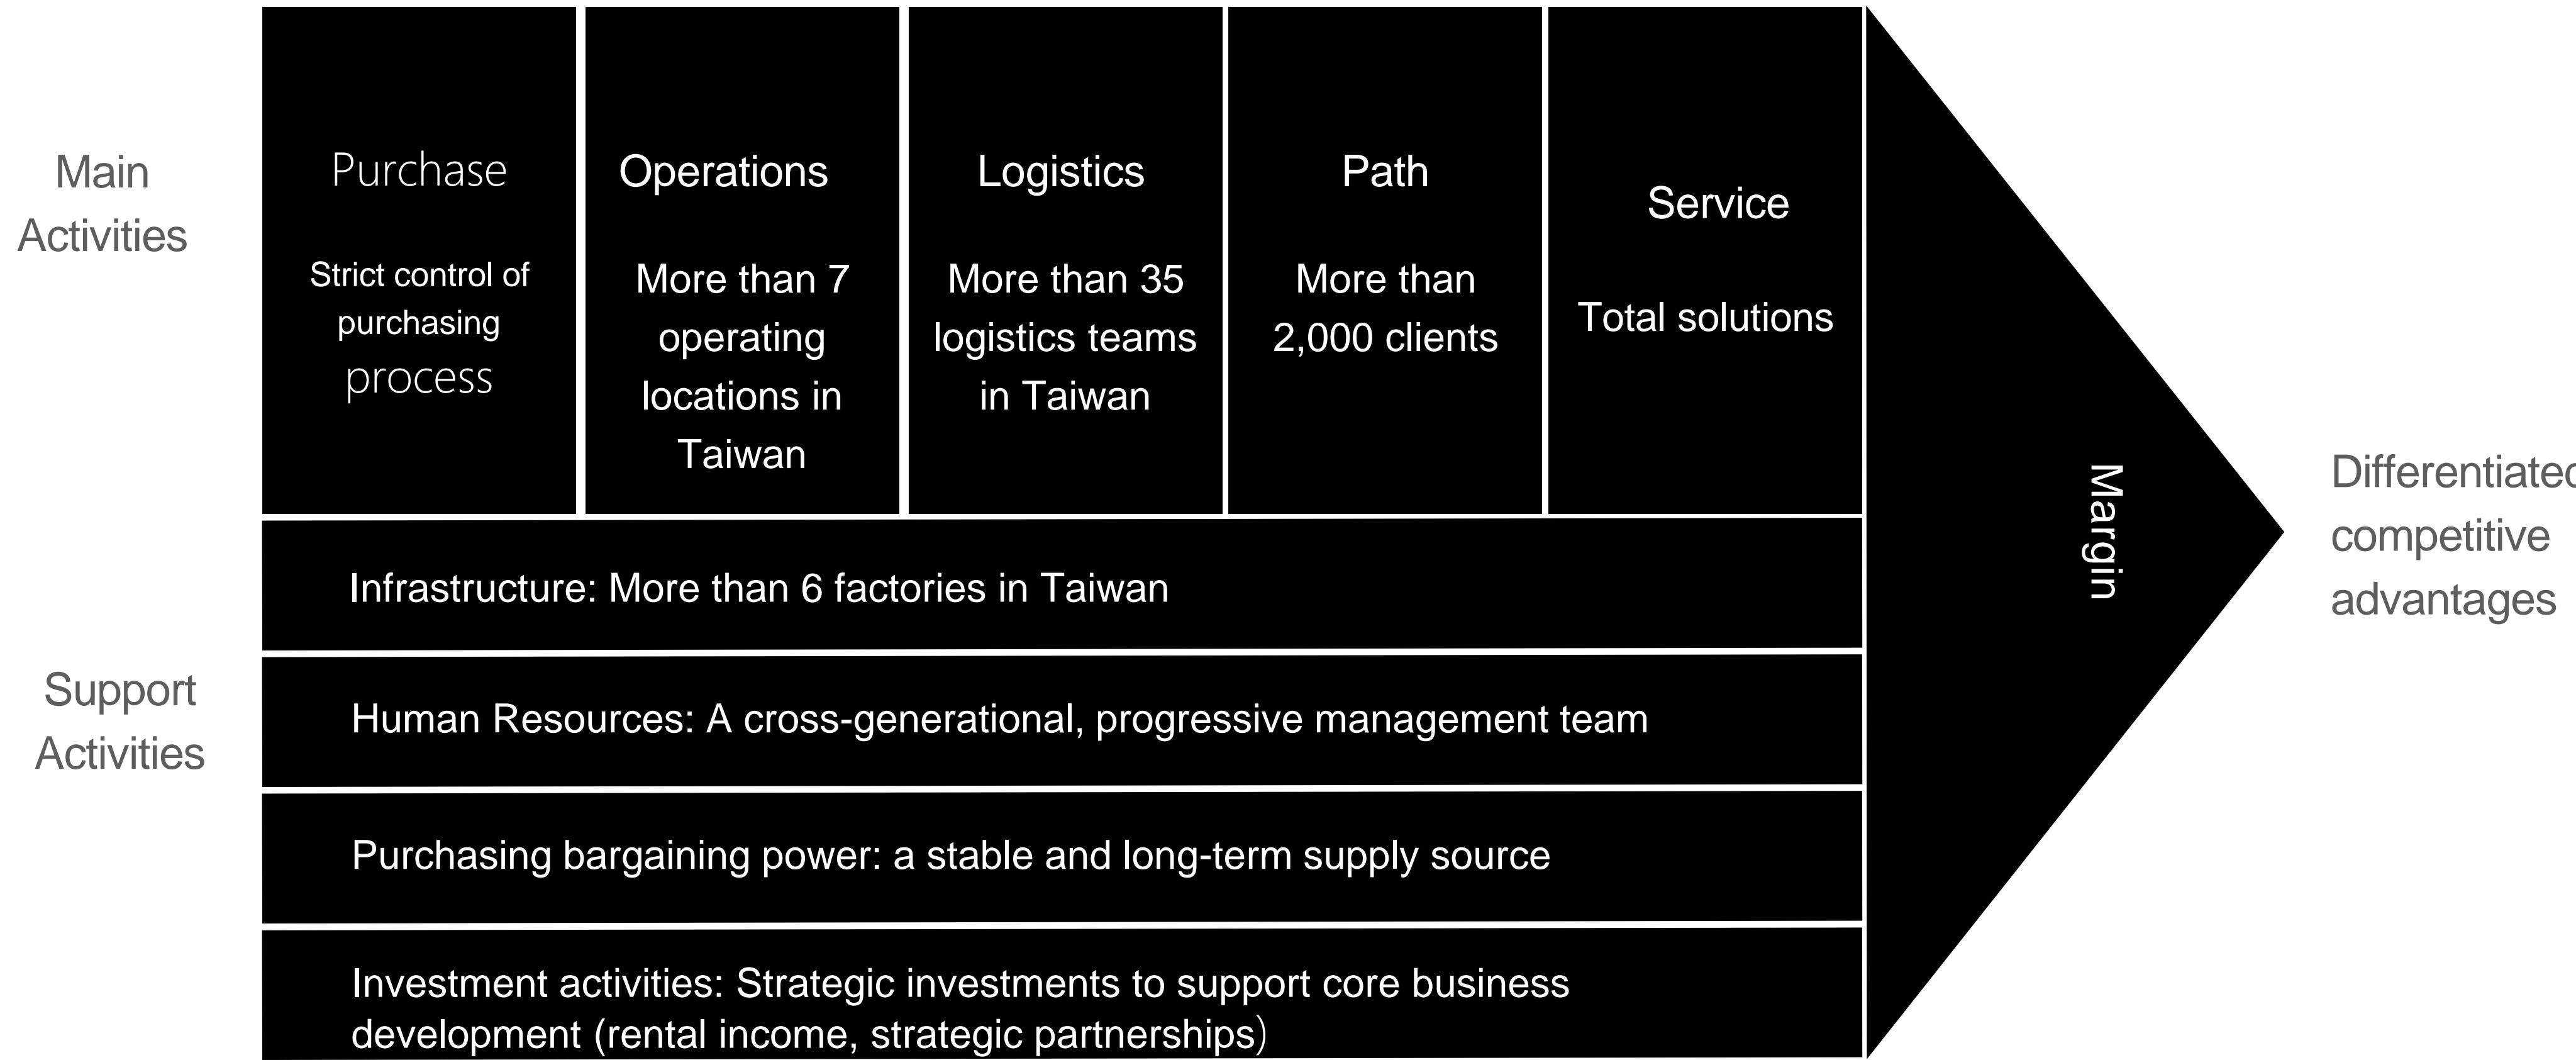 Main
Activities
Purchase
Strict control of
purchasing
process
Operations
More than 7
operating
locations in
Taiwan
Logistics
More than 35
logistics teams
in Taiwan
Path
More than
2,000 clients
Service
Total solutions
Margin
Differentiated
competitive
advantages
Support
Activities
Infrastructure: More than 6 factories in Taiwan
Human Resources: A cross-generational, progressive management team
Purchasing bargaining power: a stable and long-term supply source
Investment activities: Strategic investments to support core business
development (rental income, strategic partnerships)